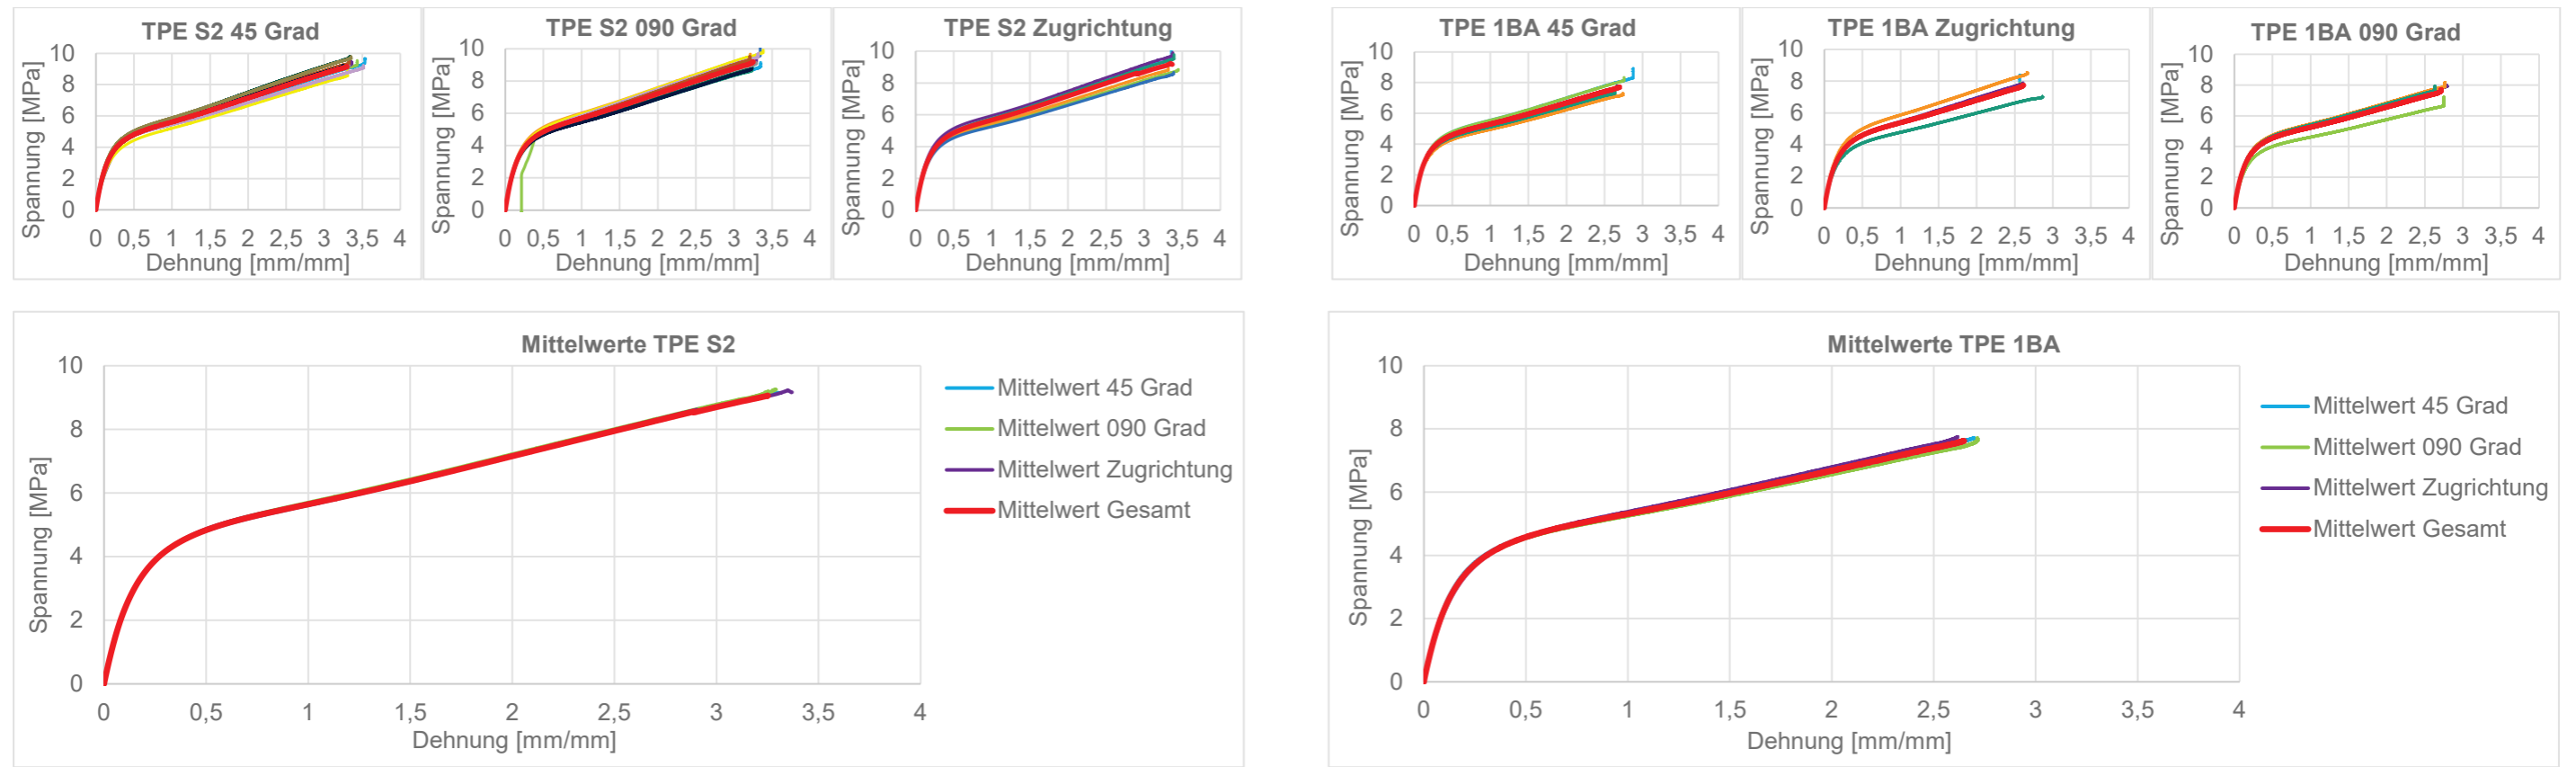 TPE S2 45 Grad
Spannung [MPa]
10
8
6
4
2
0
0 0,5 1 1,5 2 2,5 3 3,5 4
Dehnung [mm/mm]
TPE S2 090 Grad
Spannung [MPa]
10
8
6
4
2
0
0 0,5 1 1,5 2 2,5 3 3,5 4
Dehnung [mm/mm]
TPE S2 Zugrichtung
Spannung [MPa]
10
8
6
4
2
0
0 0,5 1 1,5 2 2,5 3 3,5 4
Dehnung [mm/mm]
TPE 1BA 45 Grad
Spannung [MPa]
10
8
6
4
2
0
0 0,5 1 1,5 2 2,5 3 3,5 4
Dehnung [mm/mm]
TPE 1BA Zugrichtung
Spannung [MPa]
10
8
6
4
2
0
0 0,5 1 1,5 2 2,5 3 3,5 4
Dehnung [mm/mm]
TPE 1BA 090 Grad
Spannung [MPa]
10
8
6
4
2
0
0 0,5 1 1,5 2 2,5 3 3,5 4
Dehnung [mm/mm]
Mittelwerte TPE S2
Spannung [MPa]
10
8
6
4
2
0
0 0,5 1 1,5 2 2,5 3 3,5 4
Dehnung [mm/mm]
Mittelwert 45 Grad
Mittelwert 090 Grad
Mittelwert Zugrichtung
Mittelwert Gesamt
Mittelwerte TPE 1BA
Spannung [MPa]
10
8
6
4
2
0
0 0,5 1 1,5 2 2,5 3 3,5 4
Dehnung [mm/mm]
Mittelwert 45 Grad
Mittelwert 090 Grad
Mittelwert Zugrichtung
Mittelwert Gesamt